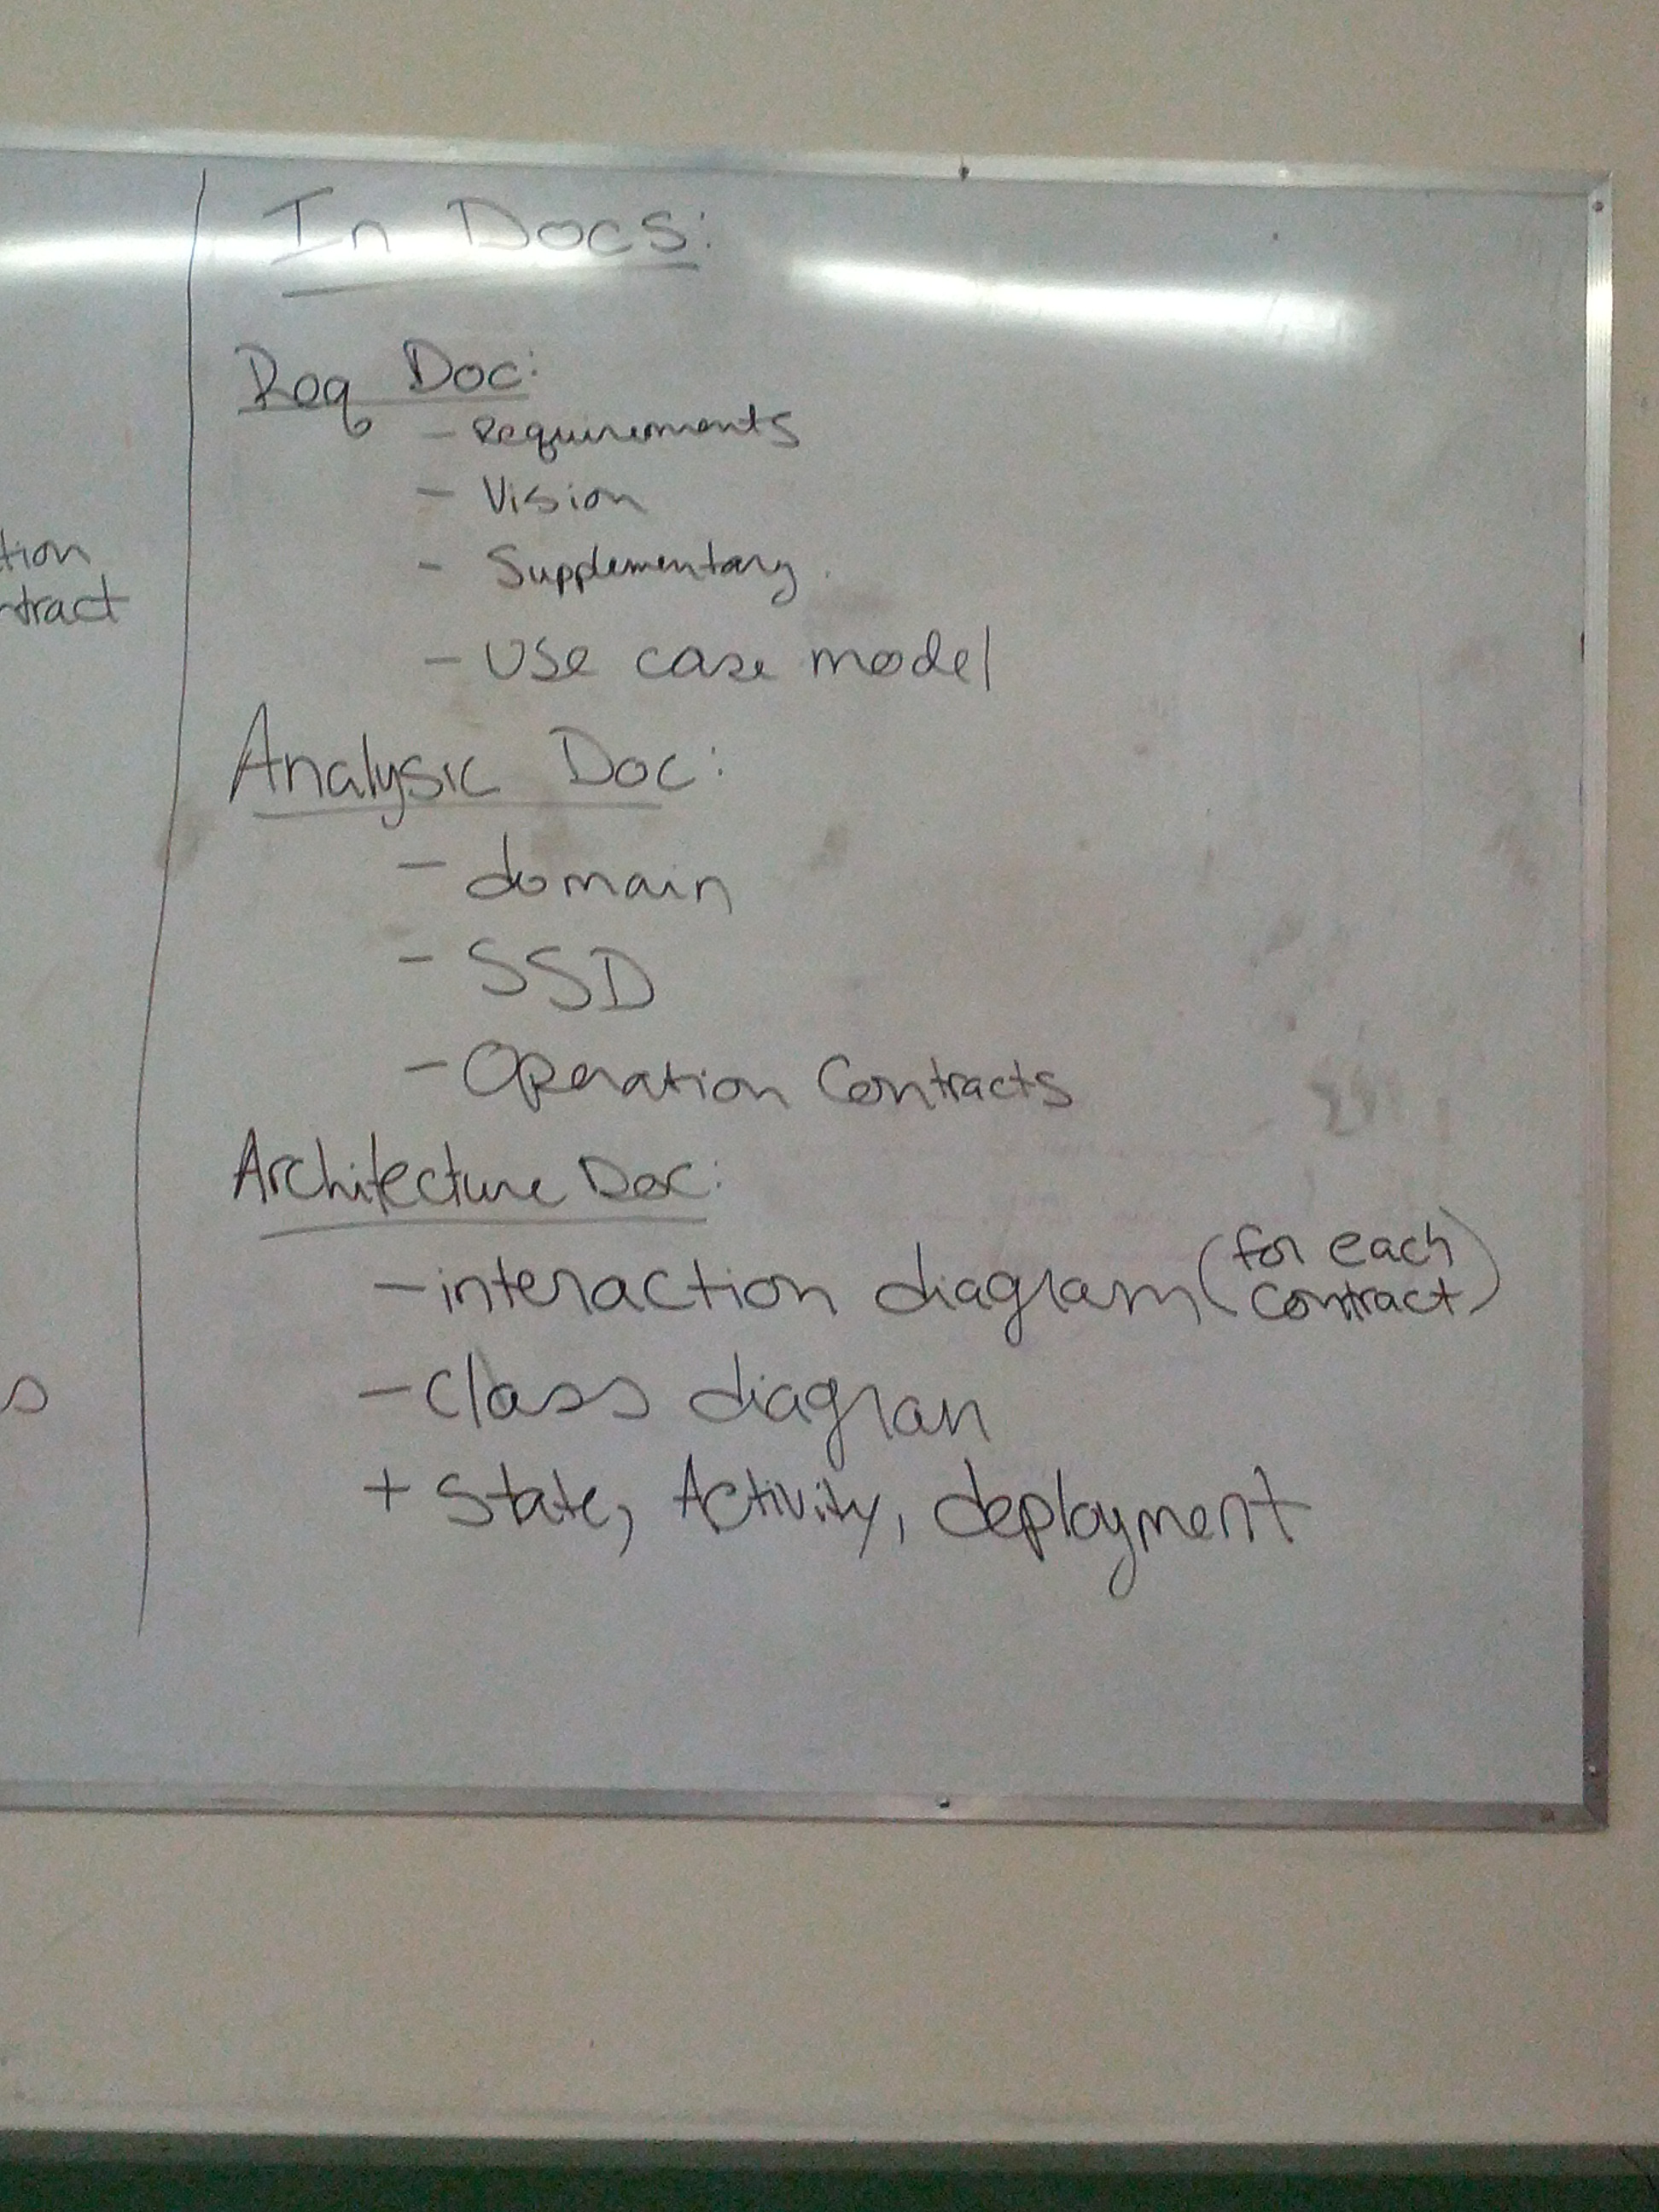 In Docs:
Req Doc:
- Requirements
- Vision
- Supplementary
- Use case model
Analysic Doc:
- domain
- SSD
- Operation Contracts
Architecture Doc:
- interaction diagram (for each contract)
- class diagran
+ State, Activity, deployment
tion
ntract
s